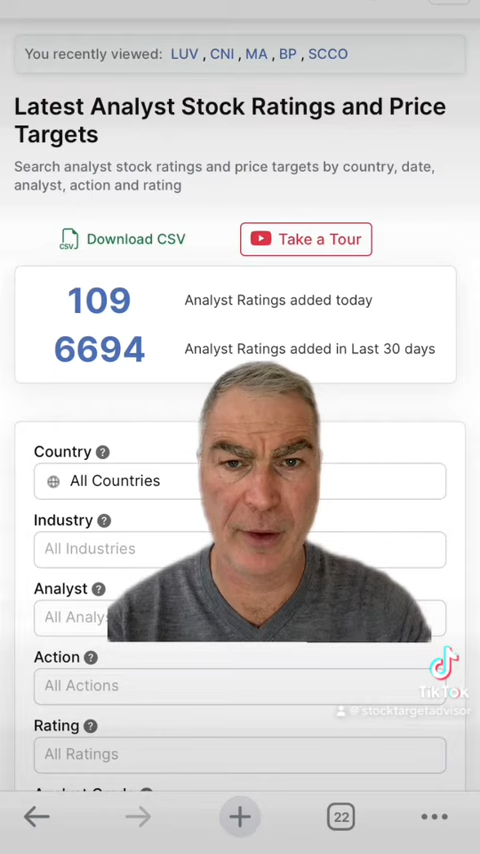 You recently viewed: LUV , CNI , MA , BP , SCCO
Latest Analyst Stock Ratings and Price
Targets
Search analyst stock ratings and price targets by country, date,
analyst, action and rating
CSV Download CSV
Take a Tour
109 Analyst Ratings added today
6694 Analyst Ratings added in Last 30 days
Country ?
All Countries
Industry ?
All Industries
Analyst ?
All Analys
Action ?
All Actions
TikTok
@stocktargetadvisor
Rating ?
All Ratings
22